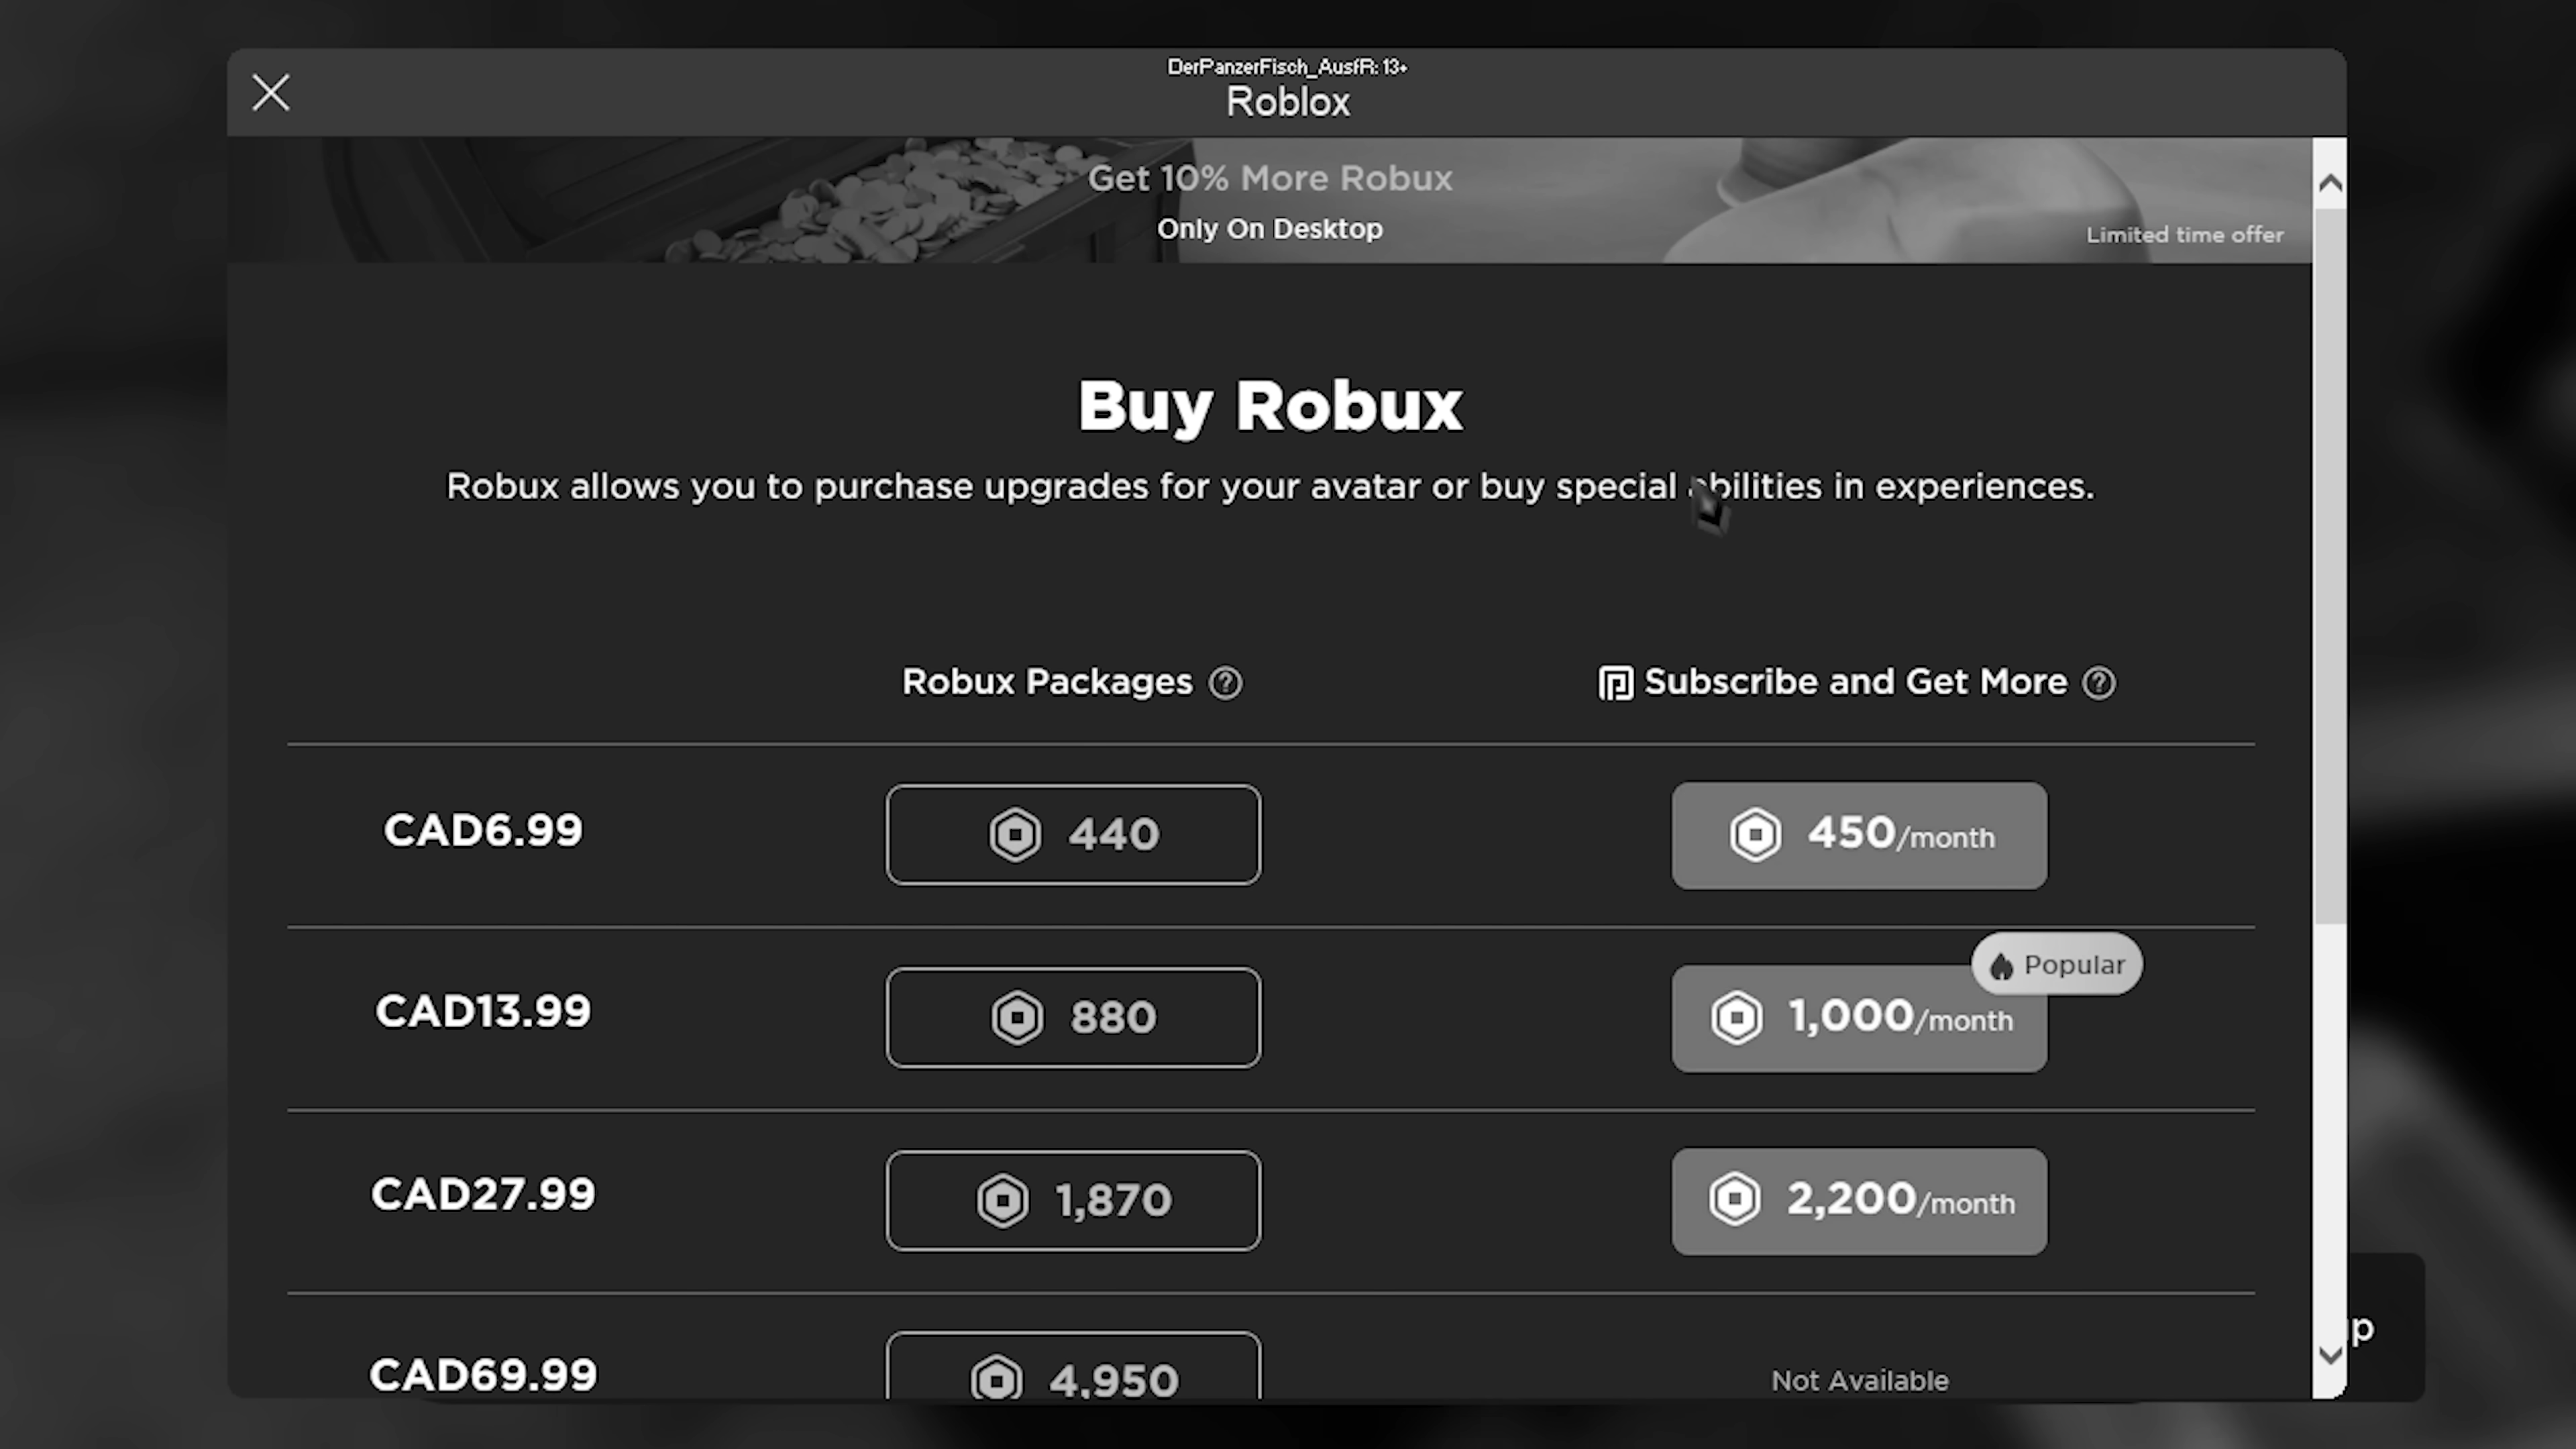 DerPanzerFisch_AusfR: 13+
Roblox
Get 10% More Robux
Only On Desktop
Limited time offer
Buy Robux
Robux allows you to purchase upgrades for your avatar or buy special abilities in experiences.
Robux Packages
Subscribe and Get More
CAD6.99
440
450/month
Popular
CAD13.99
880
1,000/month
CAD27.99
1,870
2,200/month
CAD69.99
4,950
Not Available